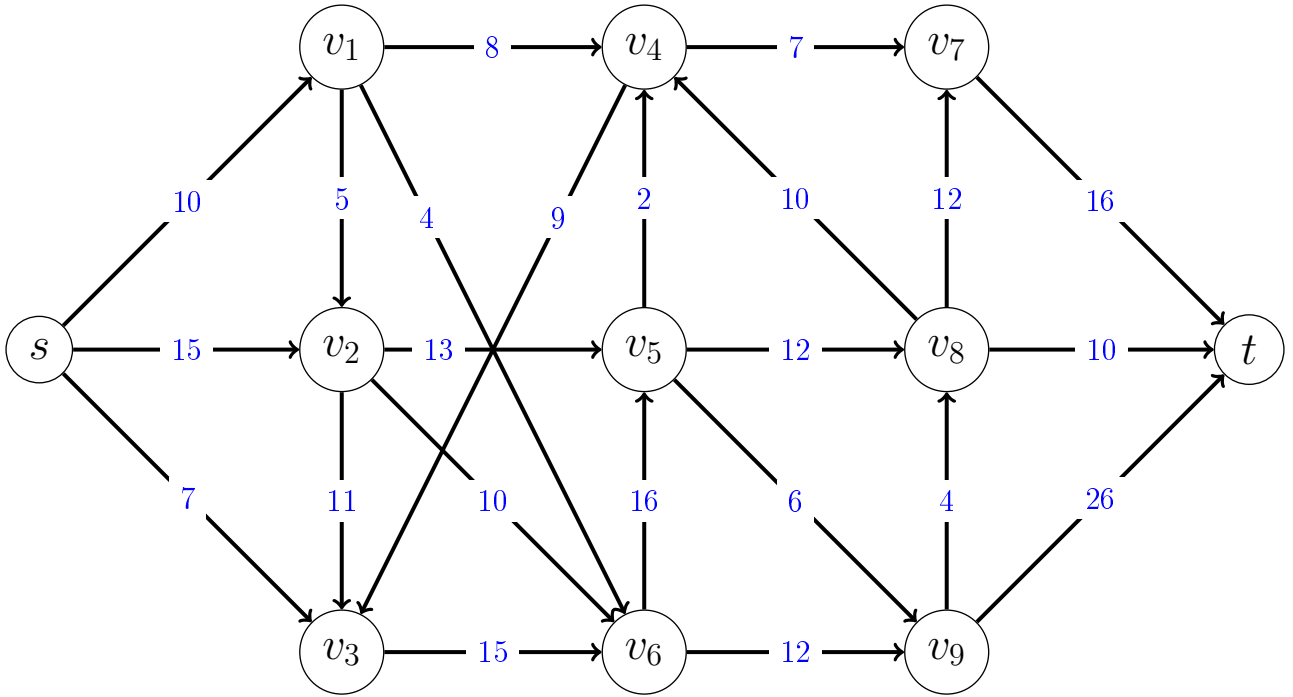 v₁ 8 v₄ 7 v₇
10 5 4 9 2 10 12 16
s 15 v₂ 13 v₅ 12 v₈ 10 t
7 11 10 16 6 4 26
v₃ 15 v₆ 12 v₉